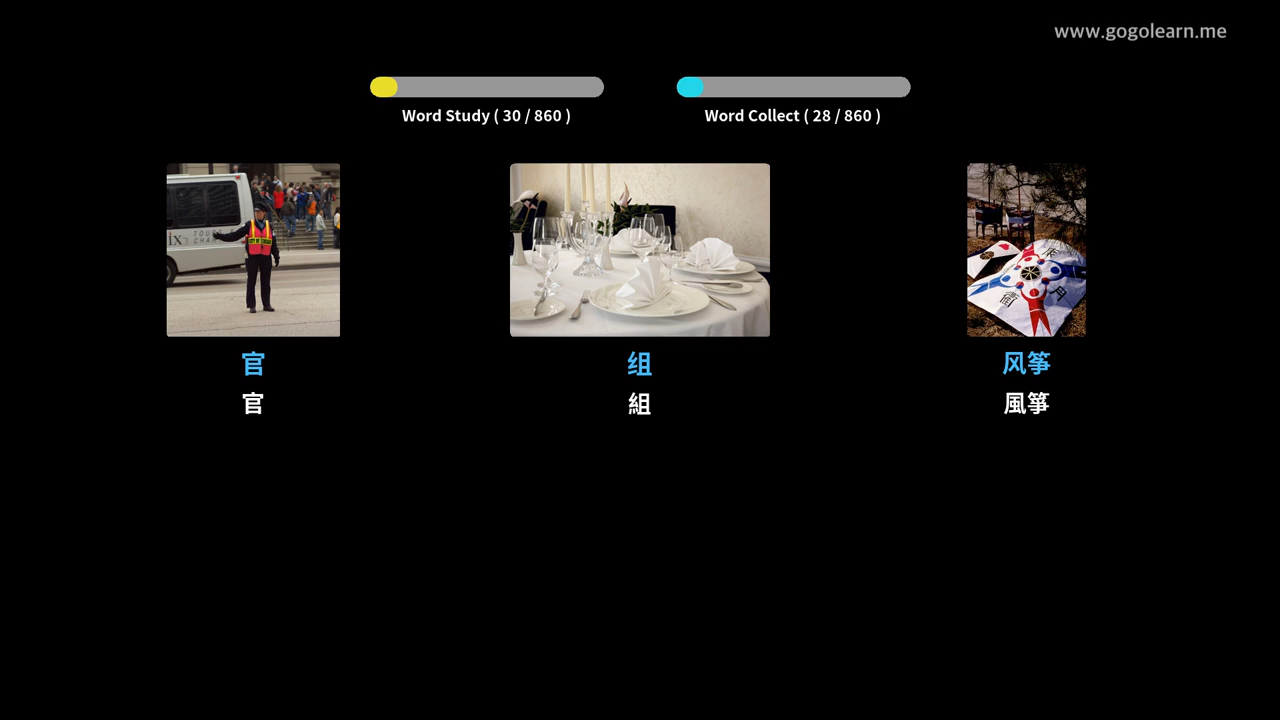 www.gogolearn.me
Word Study ( 30 / 860 )
Word Collect ( 28 / 860 )
官
组
风筝
官
組
風箏